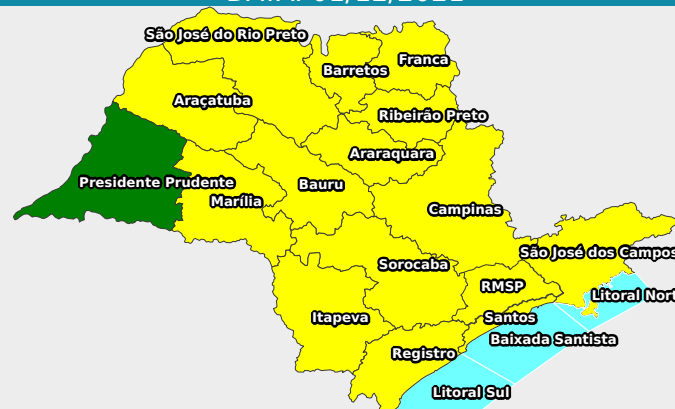 São José do Rio Preto
Franca
Barretos
Araçatuba
Ribeirão Preto
Araraquara
Presidente Prudente
Bauru
Marília
Campinas
São José dos Campos
Sorocaba
RMSP
Litoral Nort
Itapeva
Santos
Baixada Santista
Registro
Litoral Sul